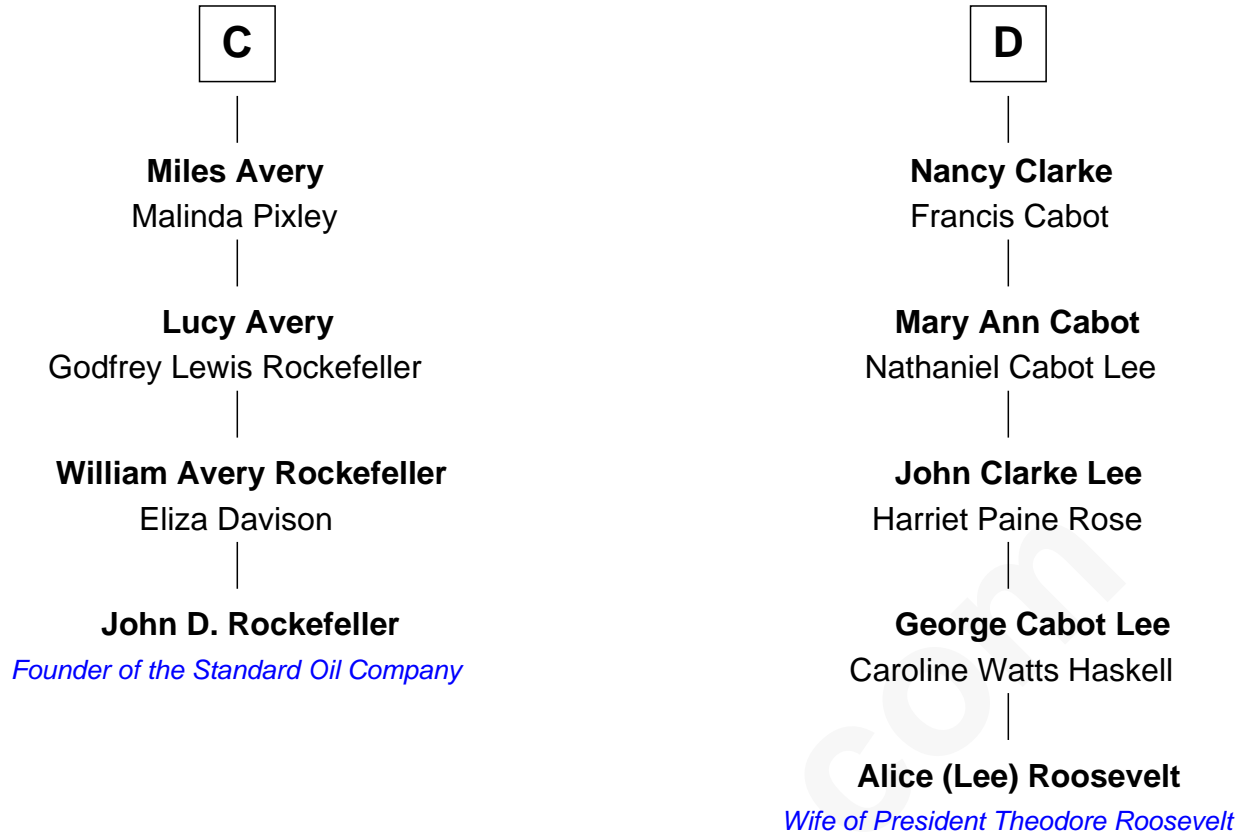 C
Miles Avery
Malinda Pixley
Lucy Avery
Godfrey Lewis Rockefeller
William Avery Rockefeller
Eliza Davison
John D. Rockefeller
Founder of the Standard Oil Company
D
Nancy Clarke
Francis Cabot
Mary Ann Cabot
Nathaniel Cabot Lee
John Clarke Lee
Harriet Paine Rose
George Cabot Lee
Caroline Watts Haskell
Alice (Lee) Roosevelt
Wife of President Theodore Roosevelt
com